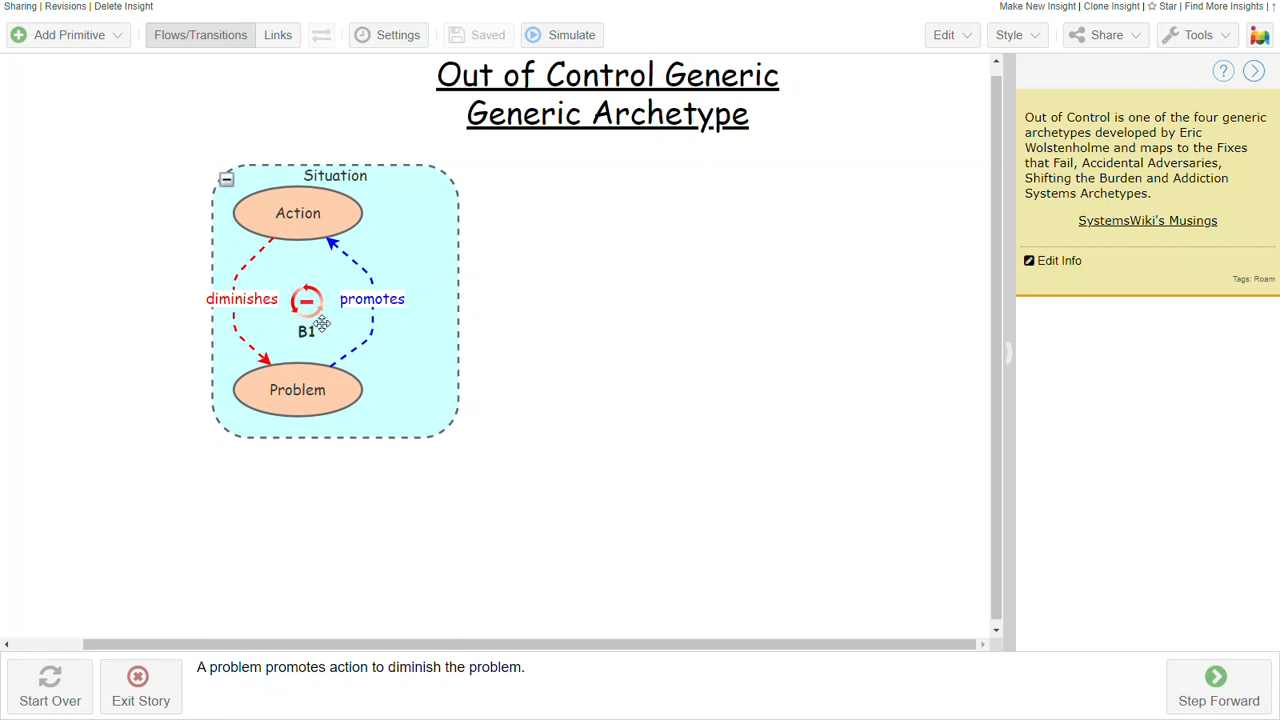 Sharing | Revisions | Delete Insight
Make New Insight | Clone Insight | Star | Find More Insights | ↑
Add Primitive
Flows/Transitions
Links
Settings
Saved
Simulate
Edit
Style
Share
Tools
Out of Control Generic
Generic Archetype
?
Out of Control is one of the four generic
archetypes developed by Eric
Wolstenholme and maps to the Fixes
that Fail, Accidental Adversaries,
Shifting the Burden and Addiction
Systems Archetypes.
SystemsWiki's Musings
Edit Info
Tags: Roam
Situation
Action
diminishes
promotes
B1
Problem
Start Over
Exit Story
A problem promotes action to diminish the problem.
Step Forward